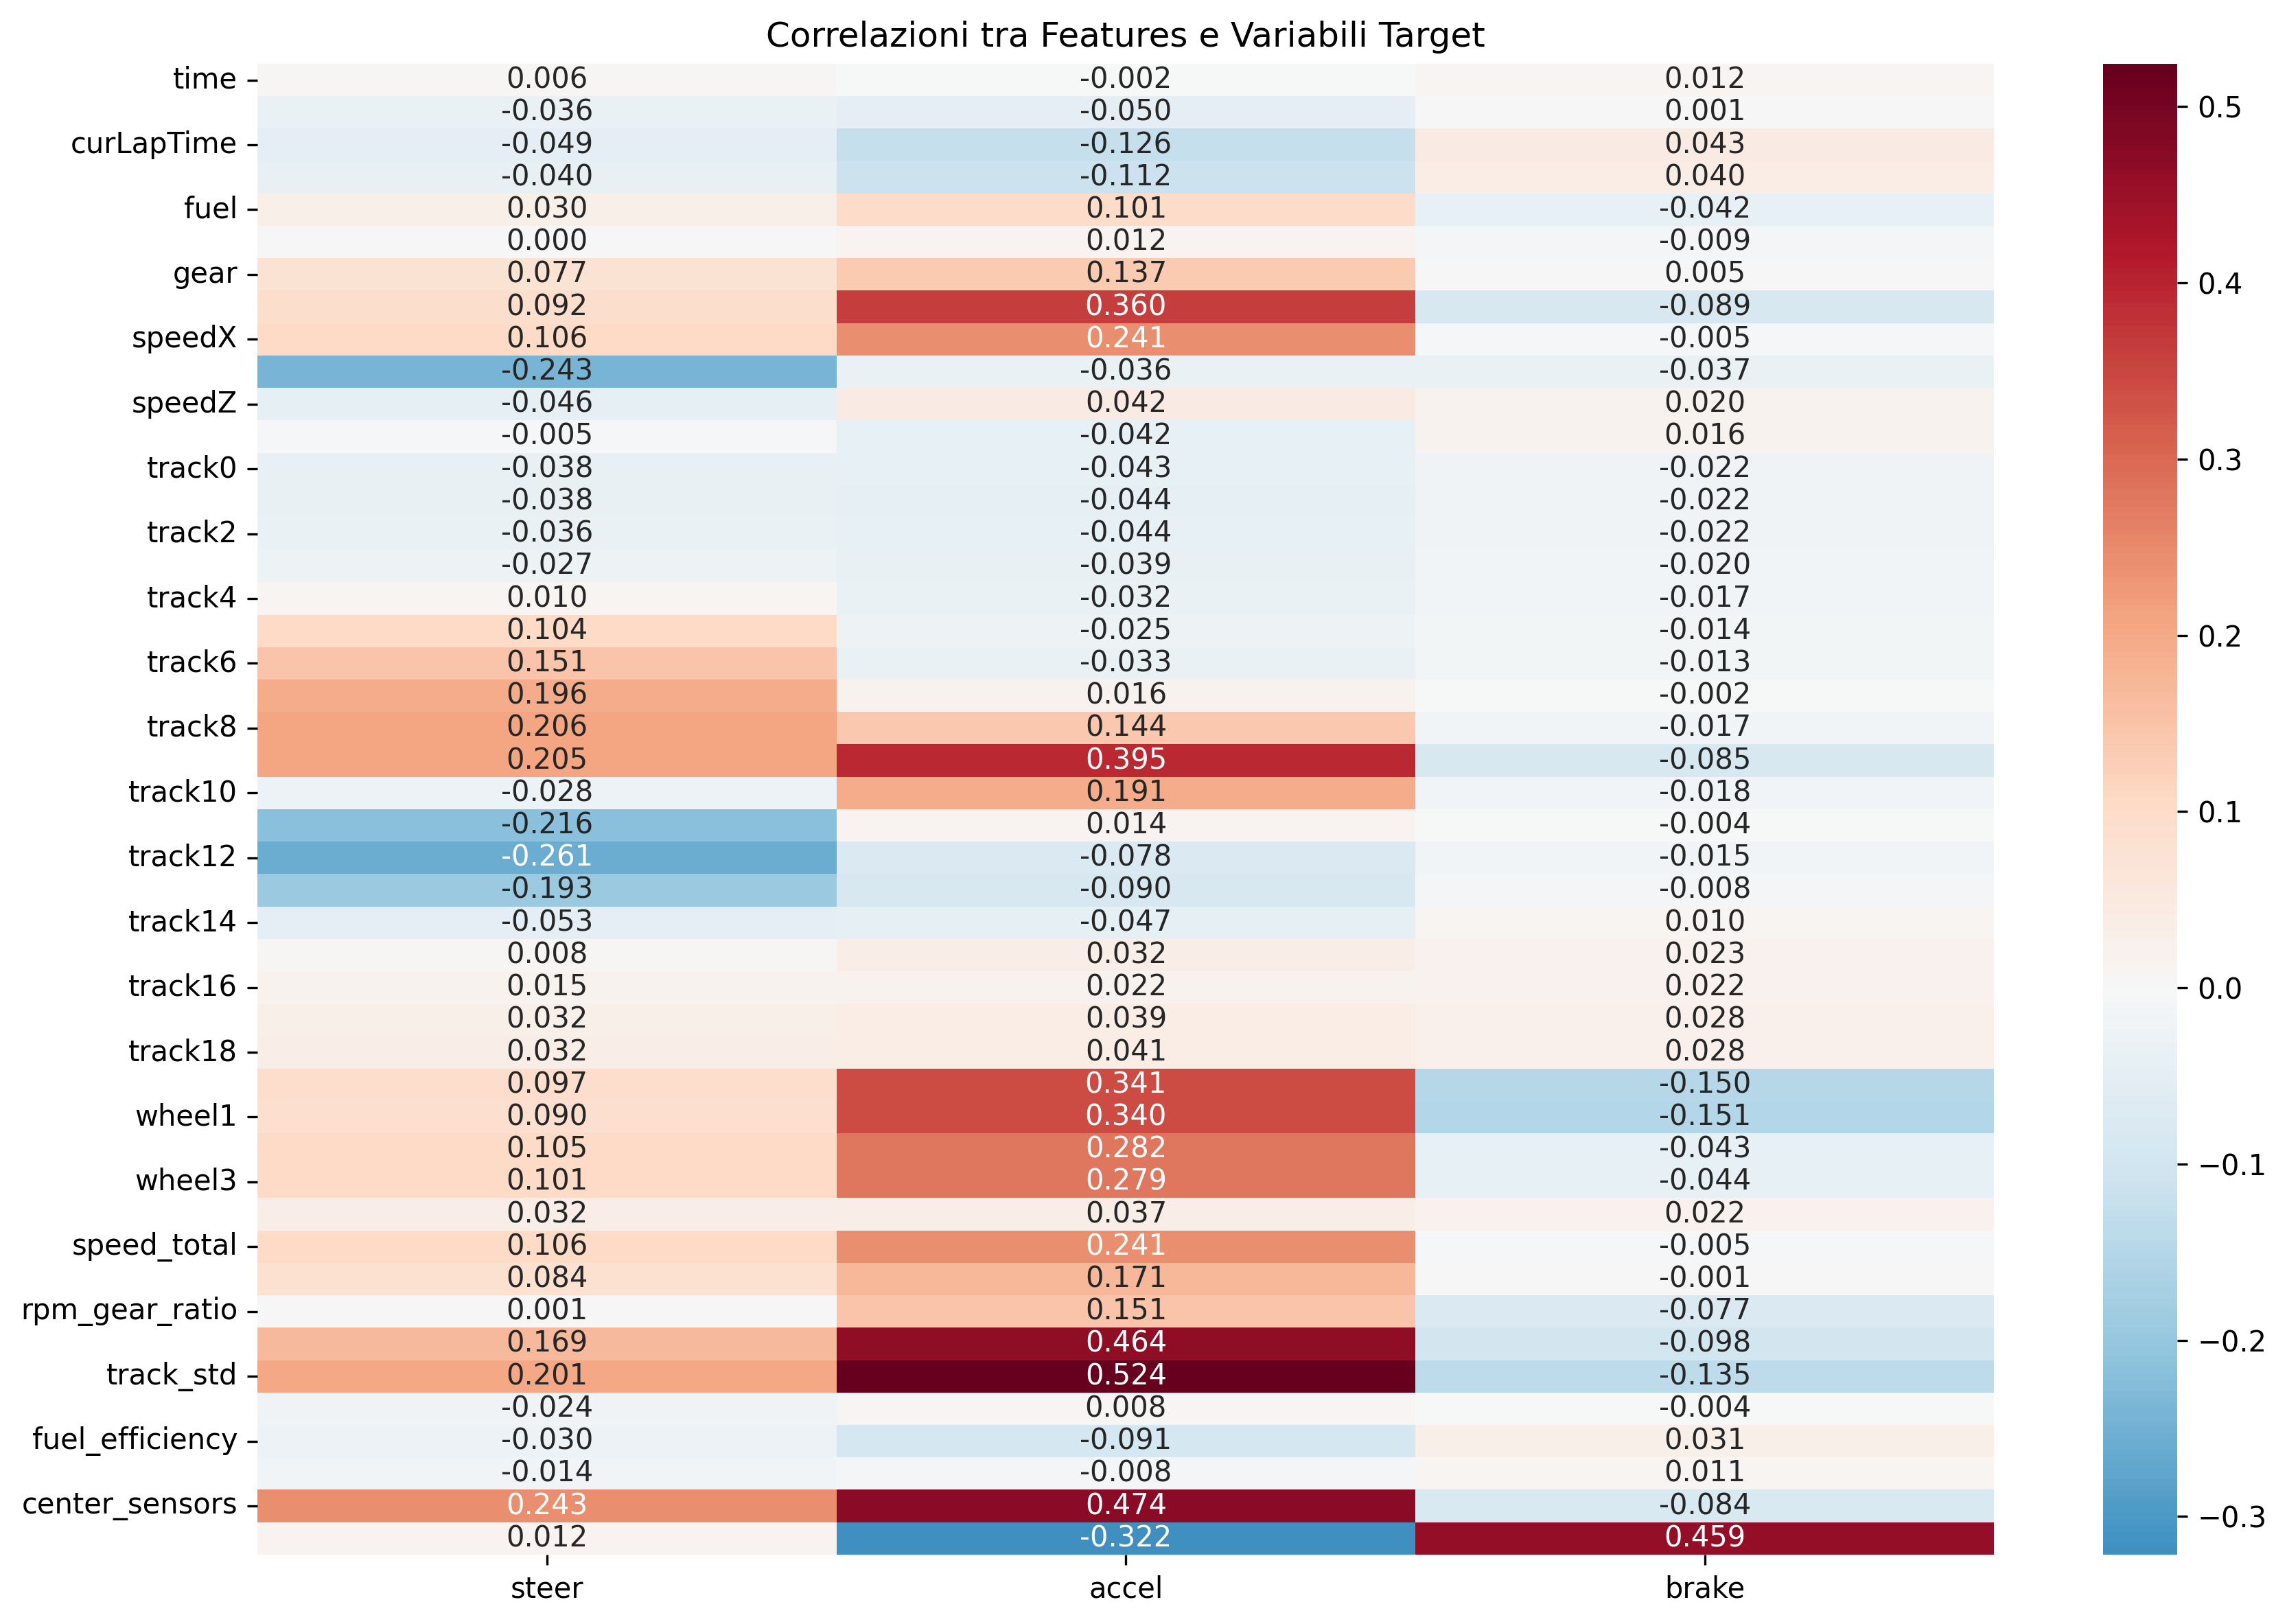 Correlazioni tra Features e Variabili Target
time 0.006 -0.002 0.012
-0.036 -0.050 0.001
curLapTime -0.049 -0.126 0.043
-0.040 -0.112 0.040
fuel 0.030 0.101 -0.042
0.000 0.012 -0.009
gear 0.077 0.137 0.005
0.092 0.360 -0.089
speedX 0.106 0.241 -0.005
-0.243 -0.036 -0.037
speedZ -0.046 0.042 0.020
-0.005 -0.042 0.016
track0 -0.038 -0.043 -0.022
-0.038 -0.044 -0.022
track2 -0.036 -0.044 -0.022
-0.027 -0.039 -0.020
track4 0.010 -0.032 -0.017
0.104 -0.025 -0.014
track6 0.151 -0.033 -0.013
0.196 0.016 -0.002
track8 0.206 0.144 -0.017
0.205 0.395 -0.085
track10 -0.028 0.191 -0.018
-0.216 0.014 -0.004
track12 -0.261 -0.078 -0.015
-0.193 -0.090 -0.008
track14 -0.053 -0.047 0.010
0.008 0.032 0.023
track16 0.015 0.022 0.022
0.032 0.039 0.028
track18 0.032 0.041 0.028
0.097 0.341 -0.150
wheel1 0.090 0.340 -0.151
0.105 0.282 -0.043
wheel3 0.101 0.279 -0.044
0.032 0.037 0.022
speed_total 0.106 0.241 -0.005
0.084 0.171 -0.001
rpm_gear_ratio 0.001 0.151 -0.077
0.169 0.464 -0.098
track_std 0.201 0.524 -0.135
-0.024 0.008 -0.004
fuel_efficiency -0.030 -0.091 0.031
-0.014 -0.008 0.011
center_sensors 0.243 0.474 -0.084
0.012 -0.322 0.459
steer accel brake
0.5
0.4
0.3
0.2
0.1
0.0
−0.1
−0.2
−0.3